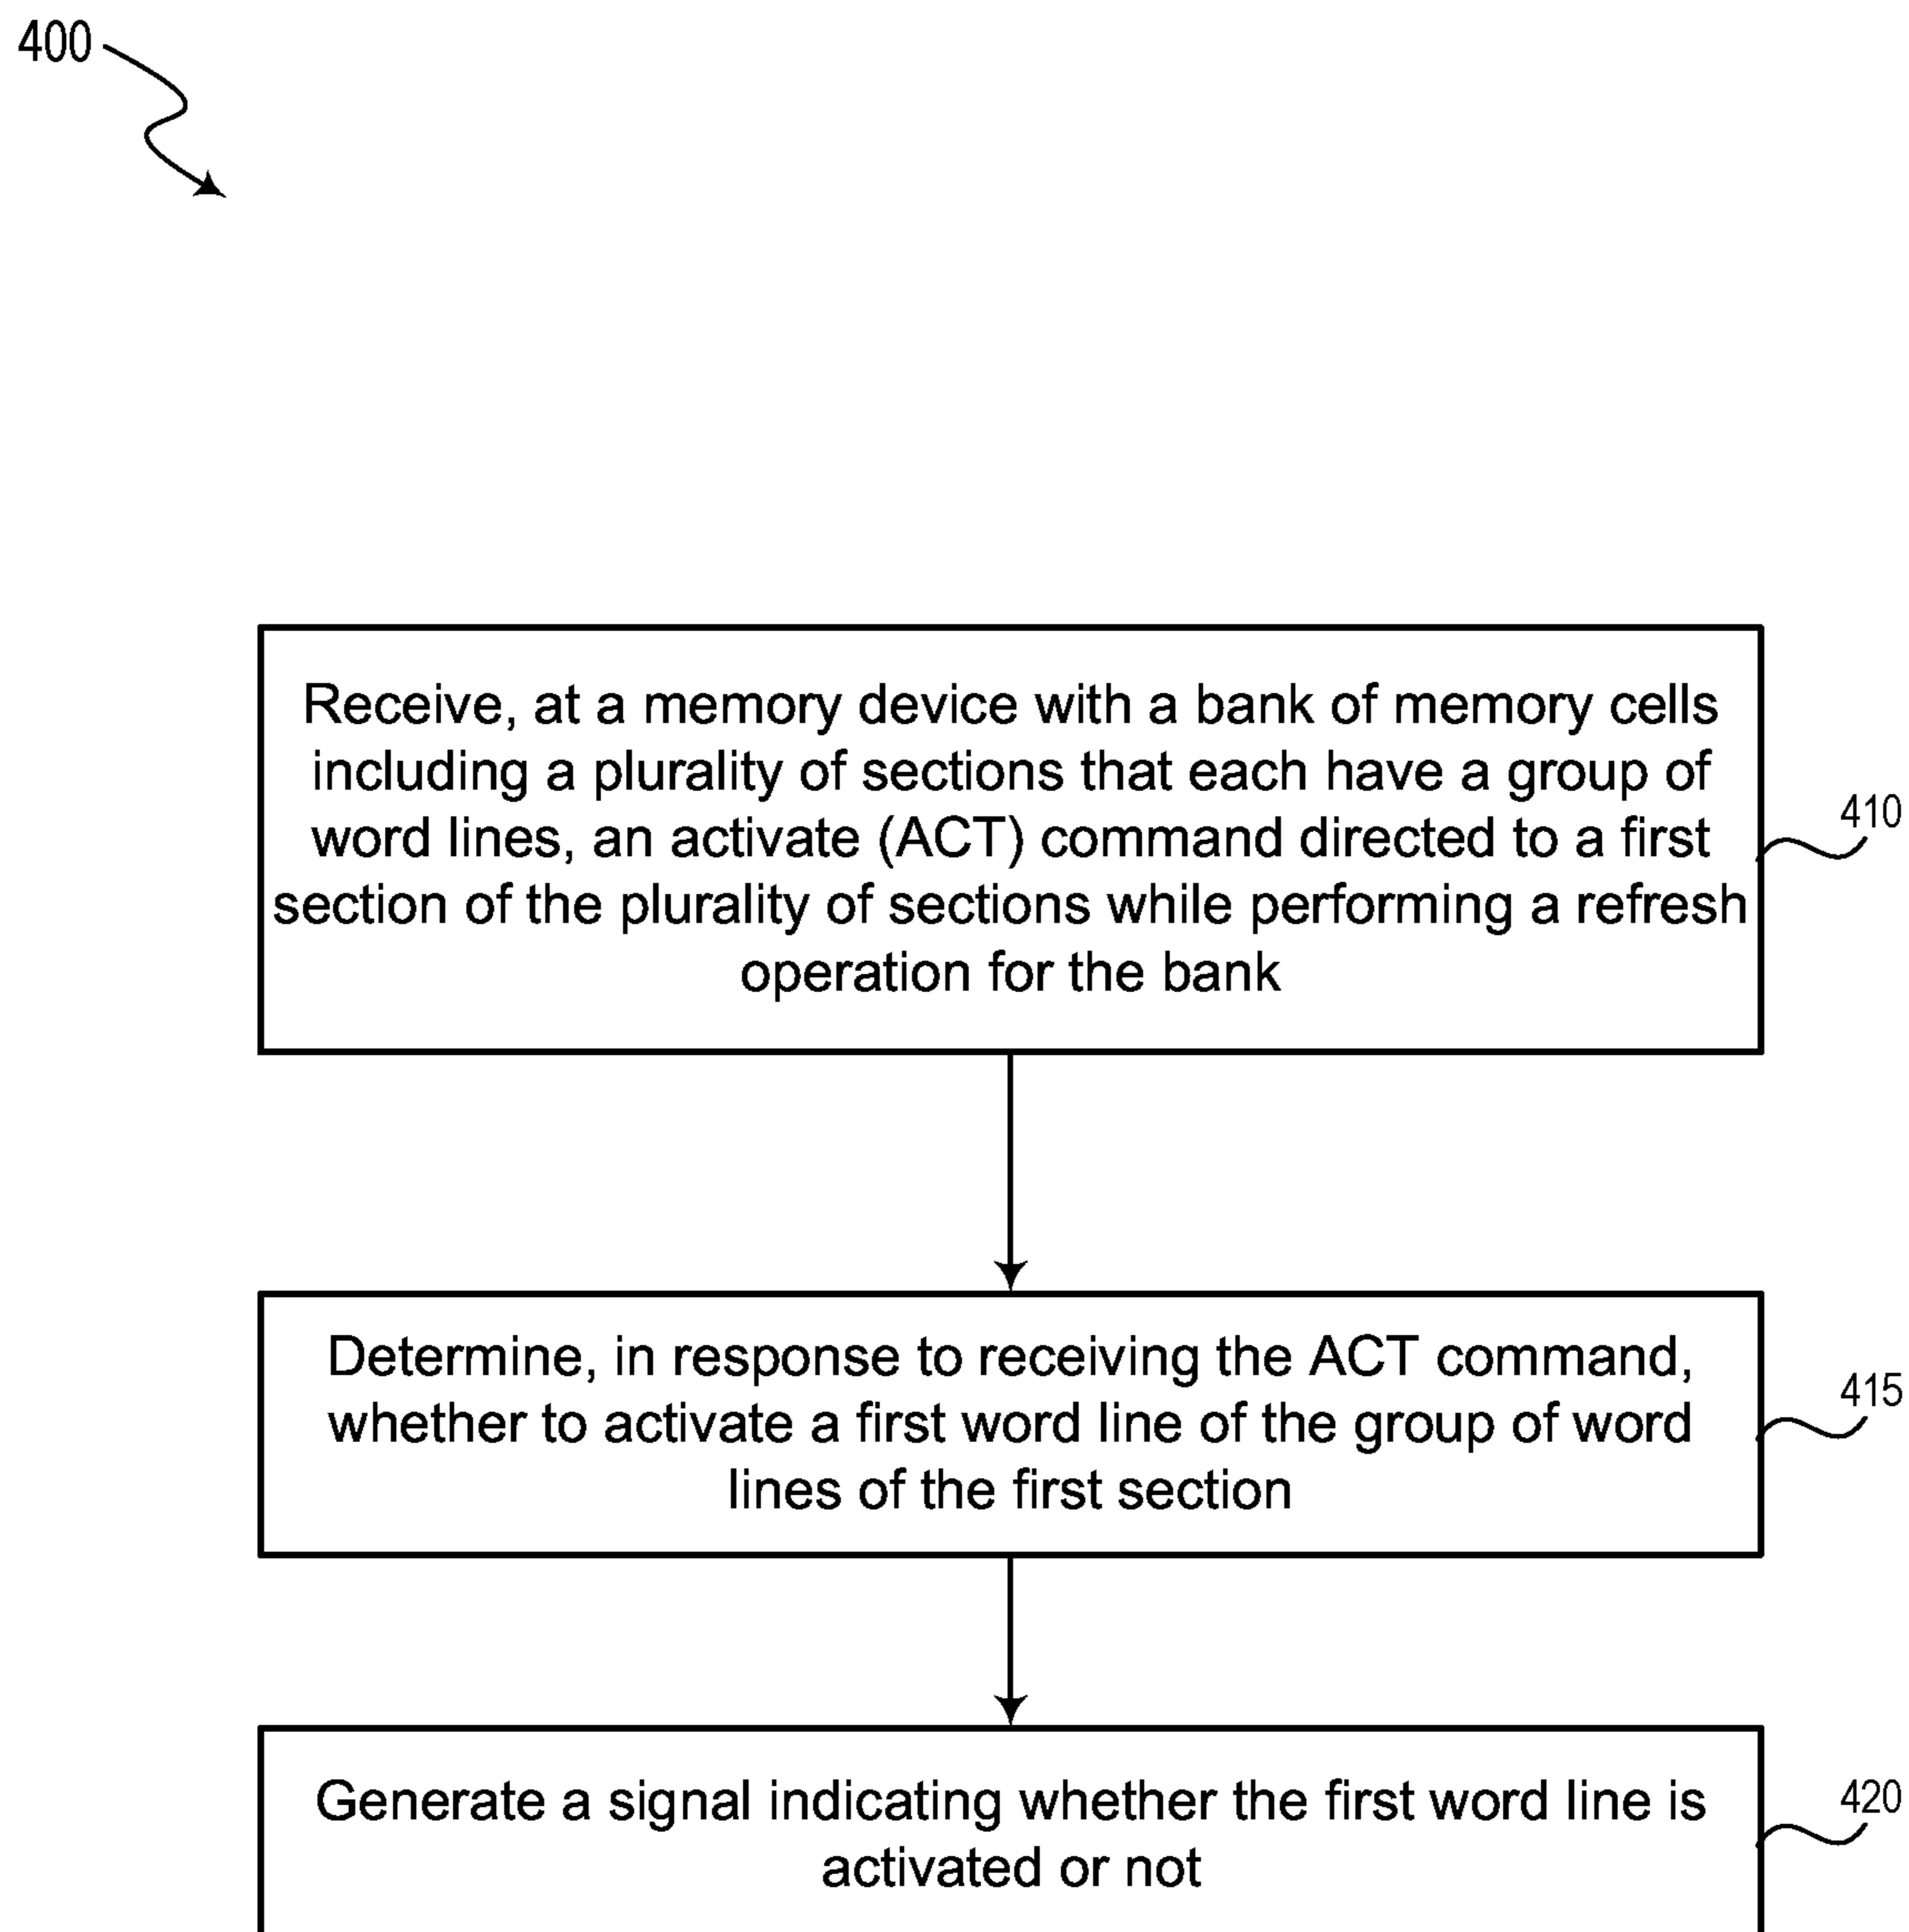 400
Receive, at a memory device with a bank of memory cells
including a plurality of sections that each have a group of
word lines, an activate (ACT) command directed to a first
section of the plurality of sections while performing a refresh
operation for the bank
410
Determine, in response to receiving the ACT command,
whether to activate a first word line of the group of word
lines of the first section
415
Generate a signal indicating whether the first word line is
activated or not
420